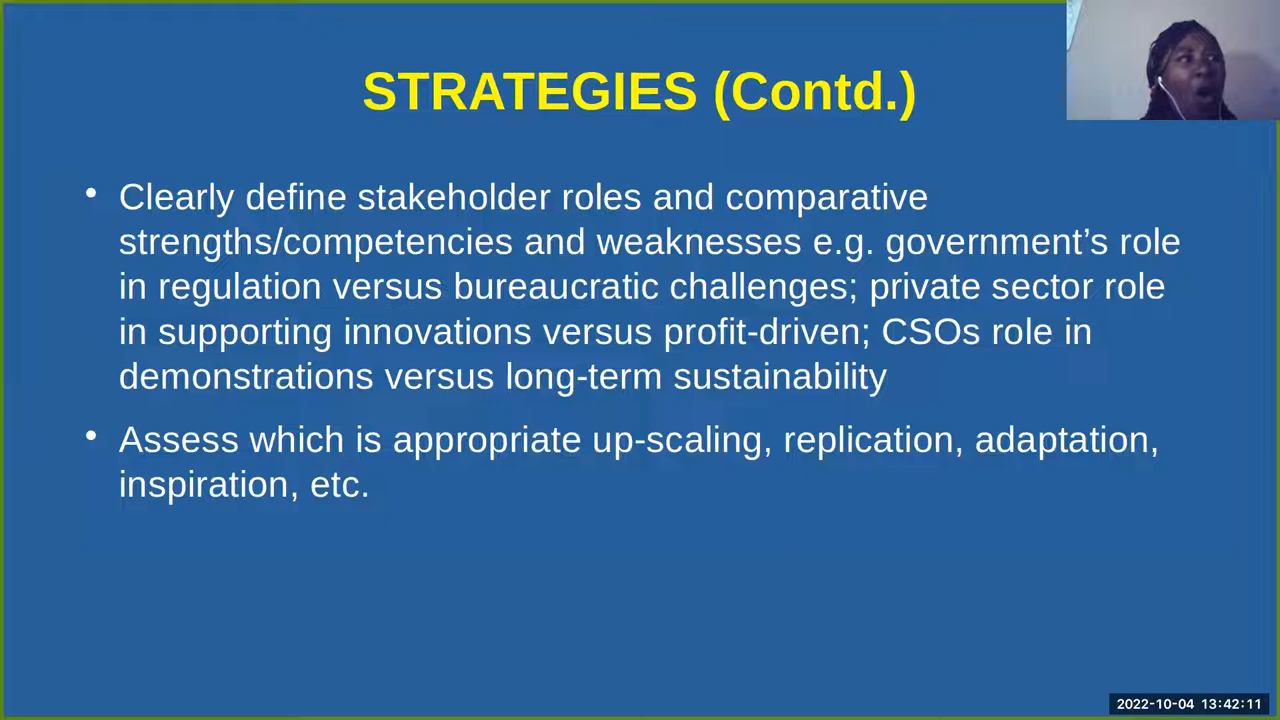 STRATEGIES (Contd.)
• Clearly define stakeholder roles and comparative
strengths/competencies and weaknesses e.g. government’s role
in regulation versus bureaucratic challenges; private sector role
in supporting innovations versus profit-driven; CSOs role in
demonstrations versus long-term sustainability
• Assess which is appropriate up-scaling, replication, adaptation,
inspiration, etc.
2022-10-04 13:42:11